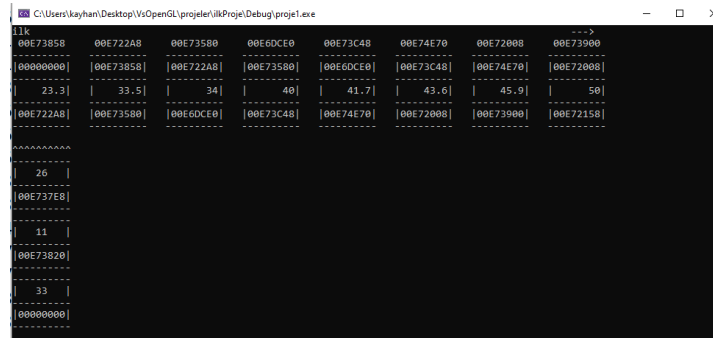 C:\Users\kayhan\Desktop\VsOpenGL\projeler\ilkProje\Debug\proje1.exe
ilk --->
00E73858 00E722A8 00E73580 00E6DCE0 00E73C48 00E74E70 00E72008 00E73900
---------- ---------- ---------- ---------- ---------- ---------- ---------- ----------
|00000000| |00E73858| |00E722A8| |00E73580| |00E6DCE0| |00E73C48| |00E74E70| |00E72008|
---------- ---------- ---------- ---------- ---------- ---------- ---------- ----------
| 23.3| | 33.5| | 34| | 40| | 41.7| | 43.6| | 45.9| | 50|
---------- ---------- ---------- ---------- ---------- ---------- ---------- ----------
|00E722A8| |00E73580| |00E6DCE0| |00E73C48| |00E74E70| |00E72008| |00E73900| |00E72158|
---------- ---------- ---------- ---------- ---------- ---------- ---------- ----------
^^^^^^^^^^
----------
| 26 |
----------
|00E737E8|
----------
----------
| 11 |
----------
|00E73820|
----------
----------
| 33 |
----------
|00000000|
----------